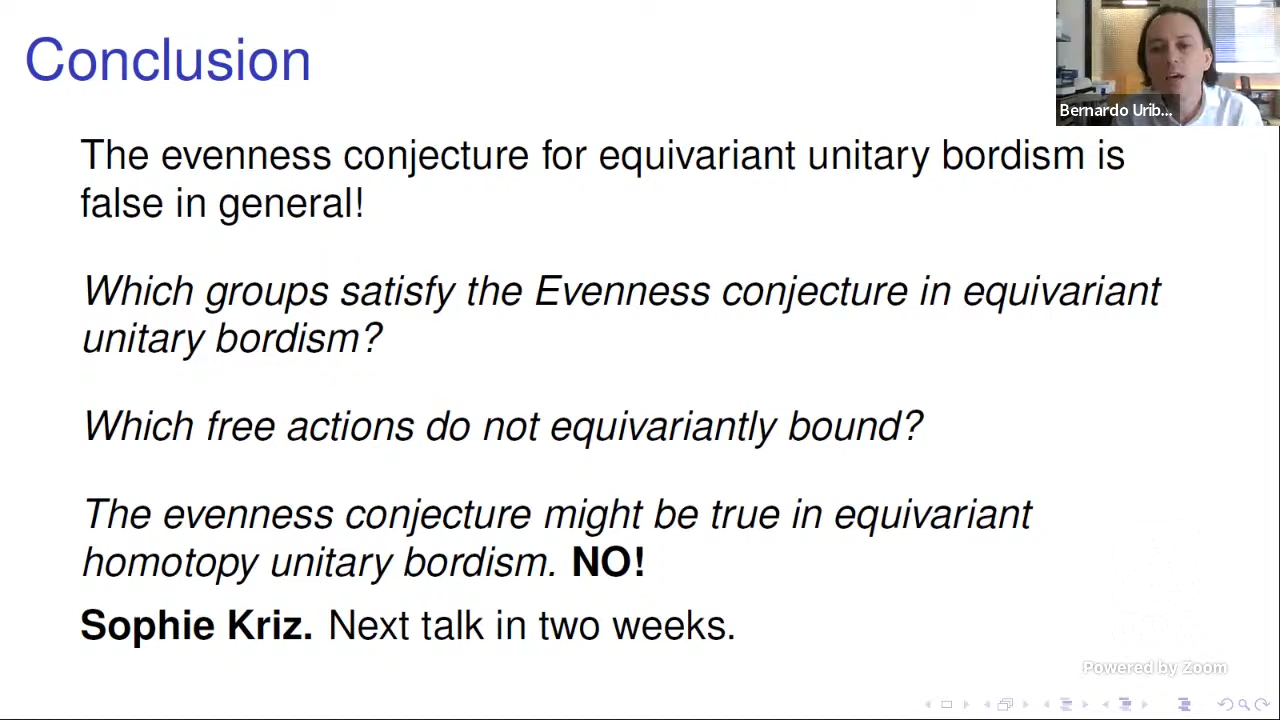 Conclusion
Bernardo Urib...
The evenness conjecture for equivariant unitary bordism is
false in general!
Which groups satisfy the Evenness conjecture in equivariant
unitary bordism?
Which free actions do not equivariantly bound?
The evenness conjecture might be true in equivariant
homotopy unitary bordism. NO!
Sophie Kriz. Next talk in two weeks.
Powered by Zoom